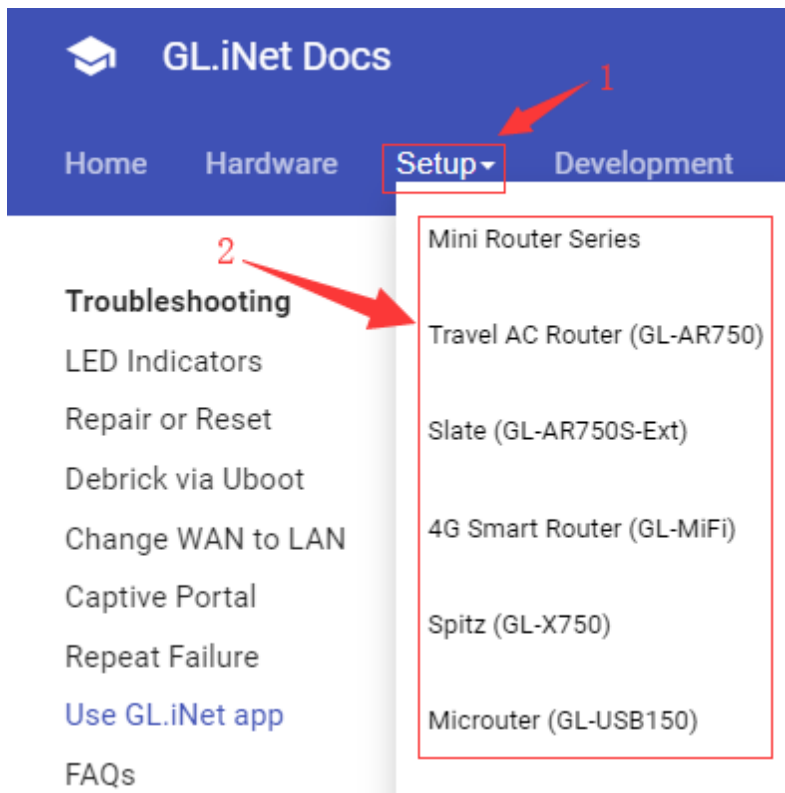 GL.iNet Docs
1
Home Hardware Setup Development
2
Mini Router Series
Travel AC Router (GL-AR750)
Slate (GL-AR750S-Ext)
4G Smart Router (GL-MiFi)
Spitz (GL-X750)
Microuter (GL-USB150)
Troubleshooting
LED Indicators
Repair or Reset
Debrick via Uboot
Change WAN to LAN
Captive Portal
Repeat Failure
Use GL.iNet app
FAQs